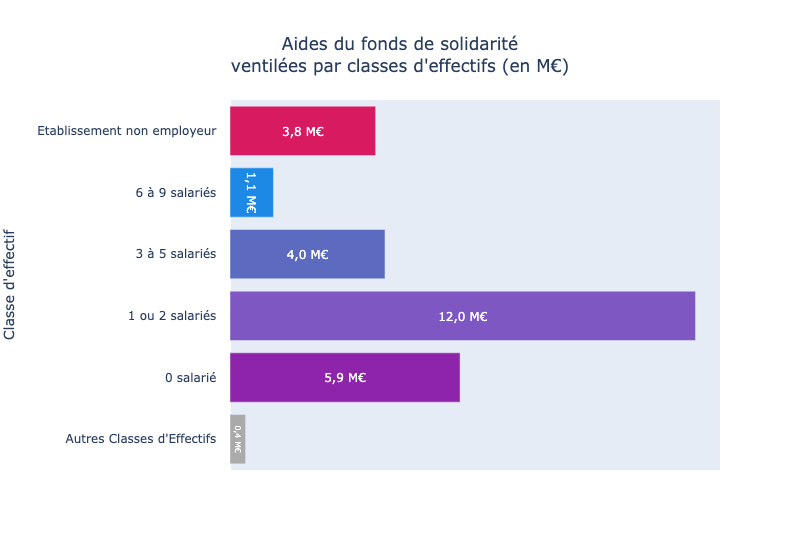 Aides du fonds de solidarité
ventilées par classes d'effectifs (en M€)
Classe d'effectif
Etablissement non employeur
3,8 M€
6 à 9 salariés
1,1 M€
3 à 5 salariés
4,0 M€
1 ou 2 salariés
12,0 M€
0 salarié
5,9 M€
Autres Classes d'Effectifs
0,4 M€